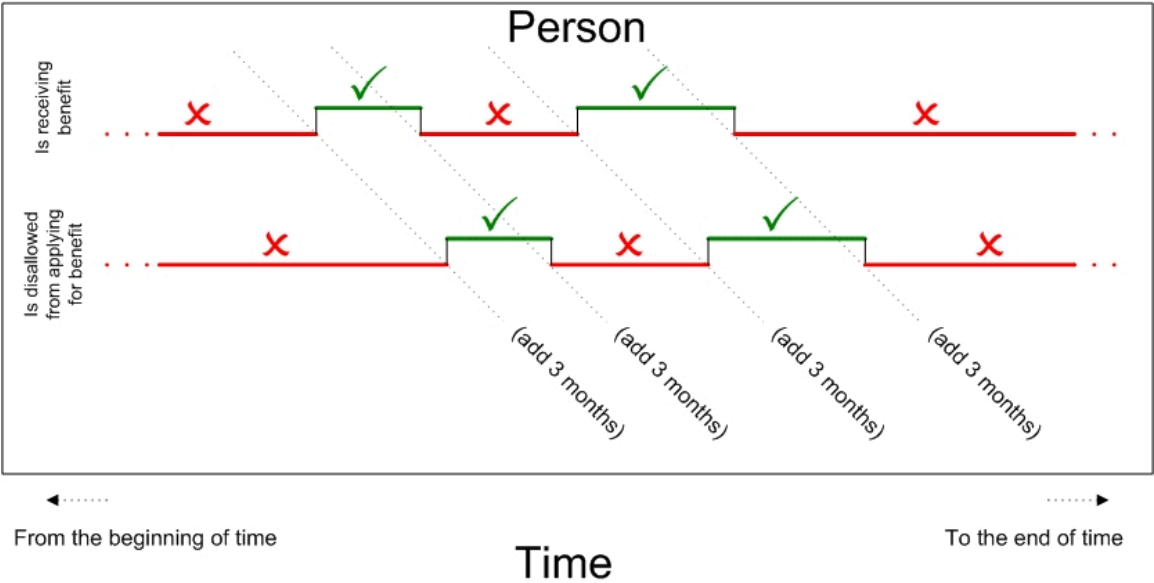 Person
Is receiving
benefit
Is disallowed
from applying
for benefit
(add 3 months)
(add 3 months)
(add 3 months)
(add 3 months)
From the beginning of time
To the end of time
Time